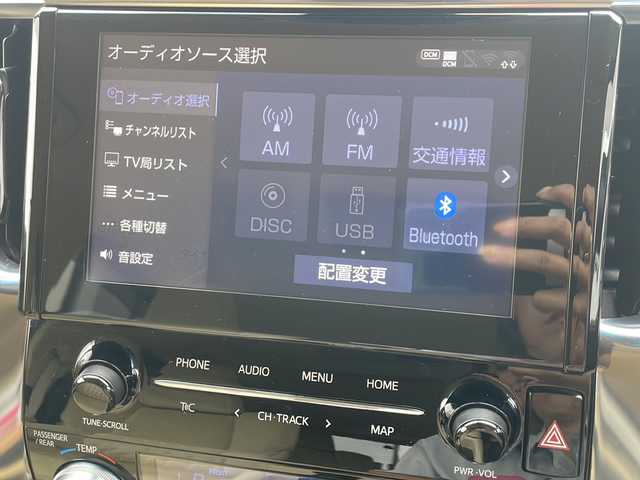 オーディオソース選択
DCM
DCM
オーディオ選択
チャンネルリスト
TV局リスト
メニュー
各種切替
音設定
AM
FM
交通情報
DISC
USB
Bluetooth
配置変更
PHONE
AUDIO
MENU
HOME
TUNE･SCROLL
T/C
CH･TRACK
MAP
PWR･VOL
PASSENGER
/REAR
TEMP